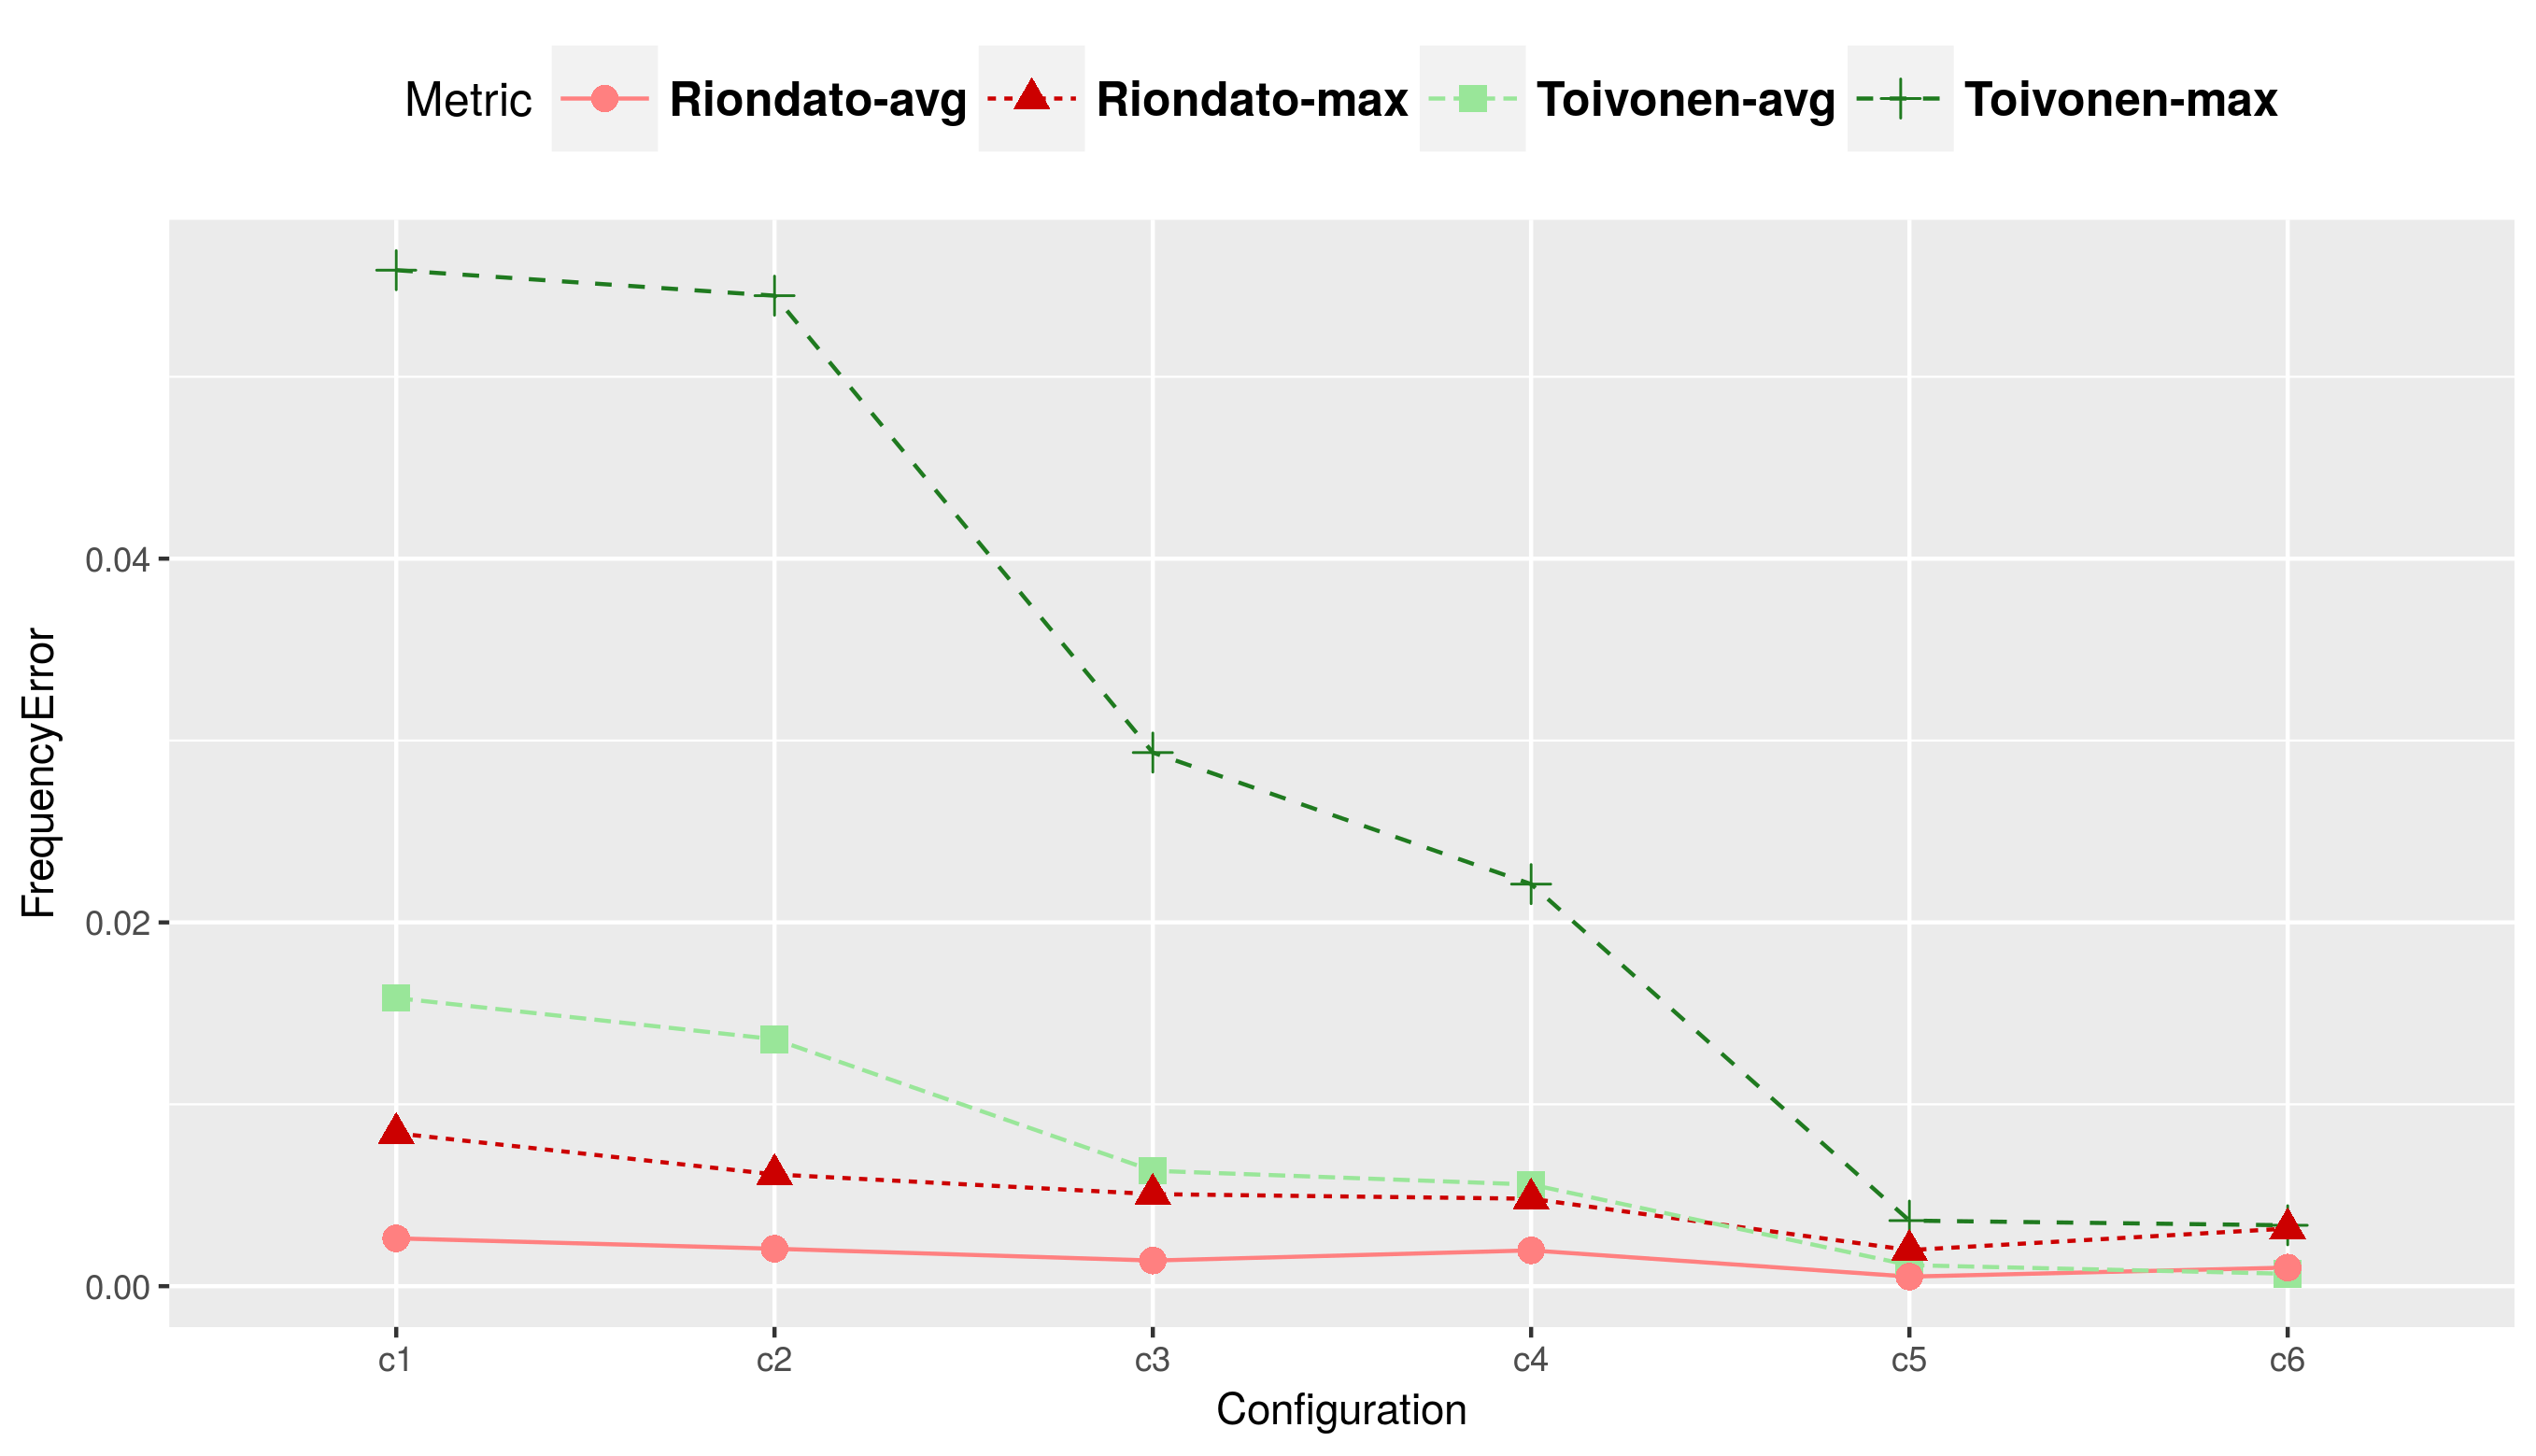 Metric Riondato-avg Riondato-max Toivonen-avg Toivonen-max
FrequencyError
0.04
0.02
0.00
c1 c2 c3 c4 c5 c6
Configuration